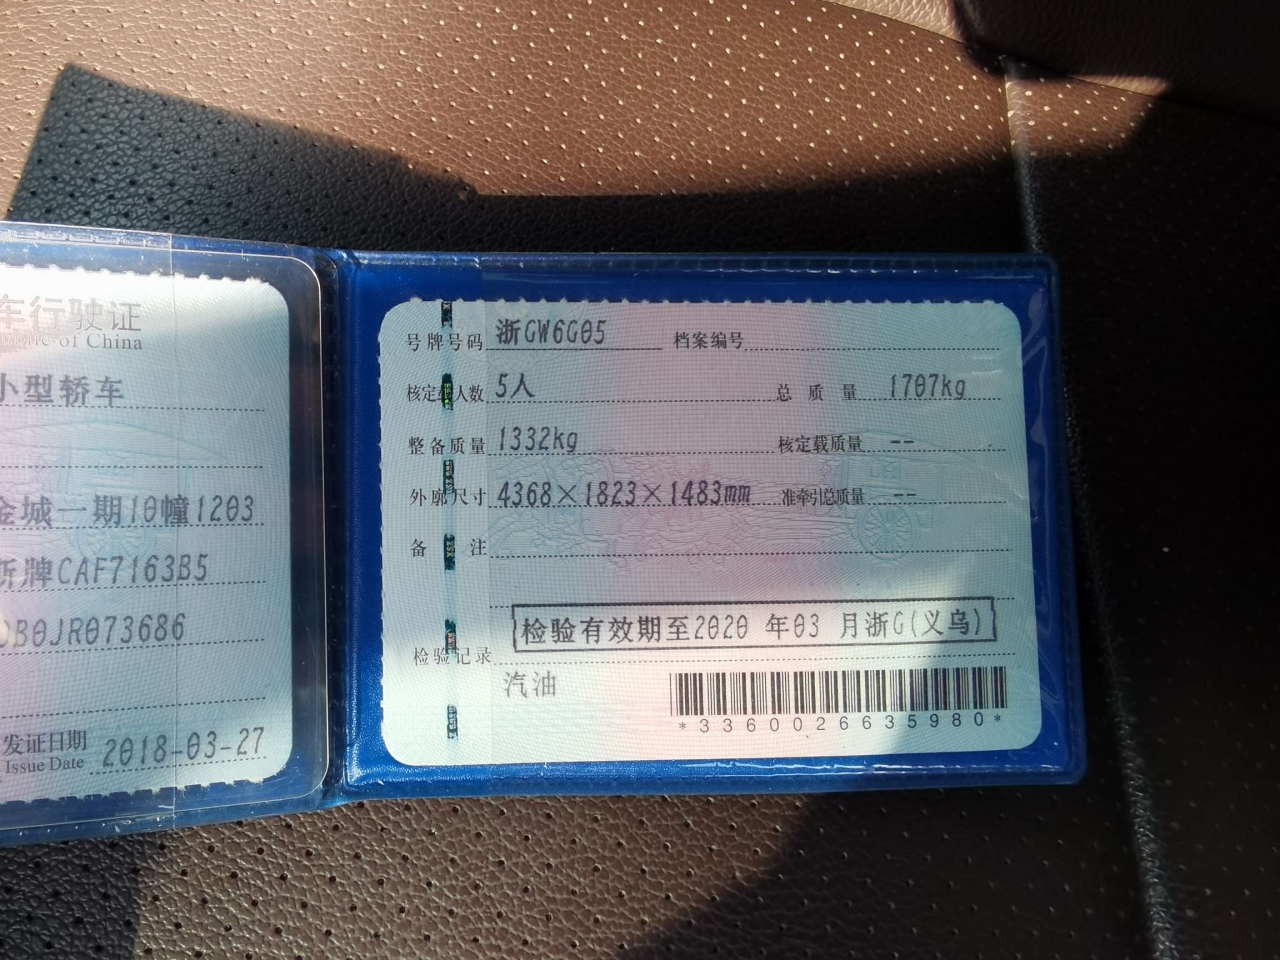 车行驶证
public of China
小型轿车
金城一期10幢1203
新牌CAF7163B5
0B0JR073686
发证日期 2018-03-27
Issue Date
号牌号码 浙GW6G05 档案编号
核定载人数 5人 总质量 1707kg
整备质量 1332kg 核定载质量 --
外廓尺寸 4368×1823×1483mm 准牵引总质量 --
备注
检验有效期至2020 年03 月浙G(义乌)
检验记录
汽油
*3360026635980*